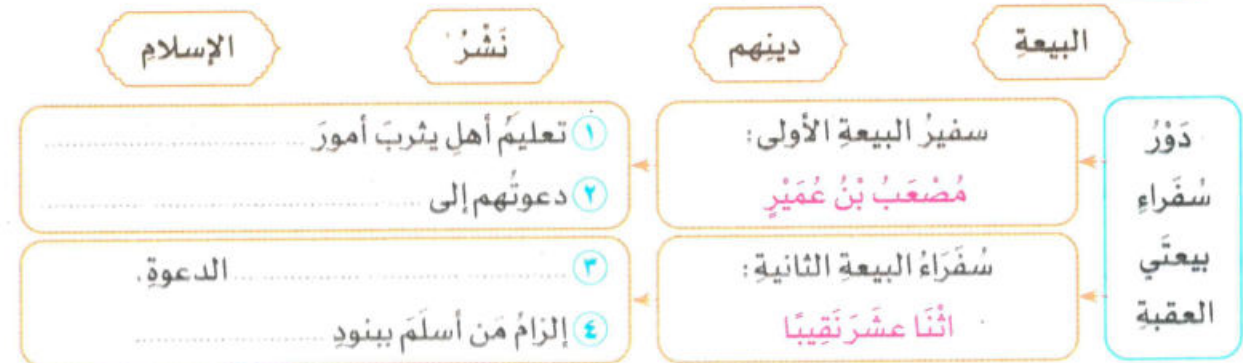 البيعةِ
دينِهم
نَشْرُ
الإسلامِ
دَوْرُ
سُفَراءِ
بيعتَي
العقبةِ
سفيرُ البيعةِ الأولى:
مُصْعَبُ بْنُ عُمَيْرٍ
١ تعليمُ أهلِ يثربَ أمورَ ....................
٢ دعوتُهم إلى ....................
سُفَرَاءُ البيعةِ الثانيةِ:
اثْنَا عشَرَ نَقِيبًا
٣ .................... الدعوةِ.
٤ إلزامُ مَن أسلَمَ ببنودِ ....................